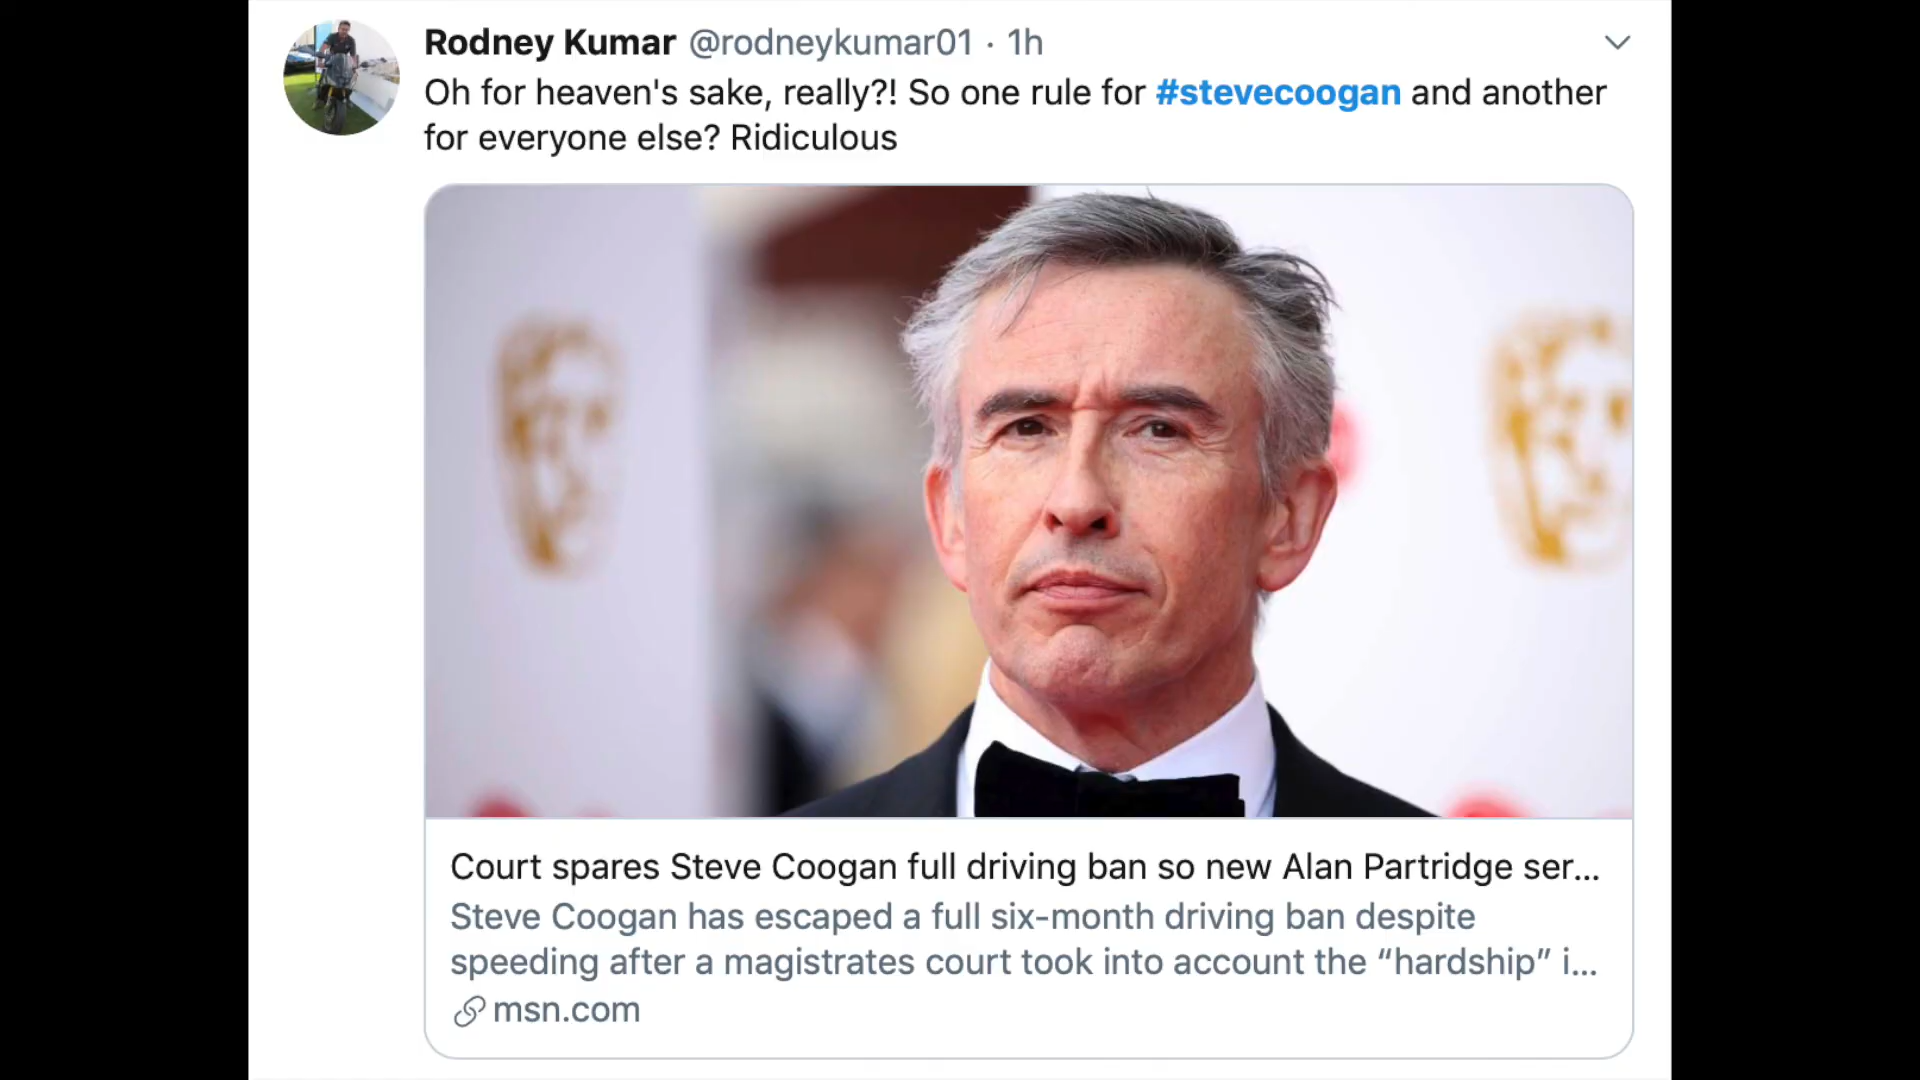 Rodney Kumar @rodneykumar01 · 1h
Oh for heaven's sake, really?! So one rule for #stevecoogan and another
for everyone else? Ridiculous
Court spares Steve Coogan full driving ban so new Alan Partridge ser...
Steve Coogan has escaped a full six-month driving ban despite
speeding after a magistrates court took into account the “hardship” i...
msn.com